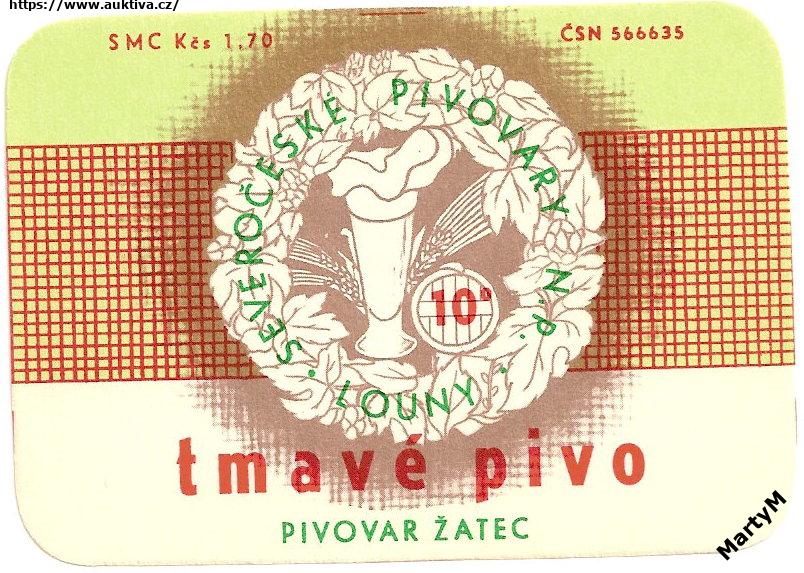 https://www.auktiva.cz/
SMC Kčs 1,70
ČSN 566635
SEVEROČESKÉ PIVOVARY N.P.
· LOUNY ·
10°
tmavé pivo
PIVOVAR ŽATEC
MartyM